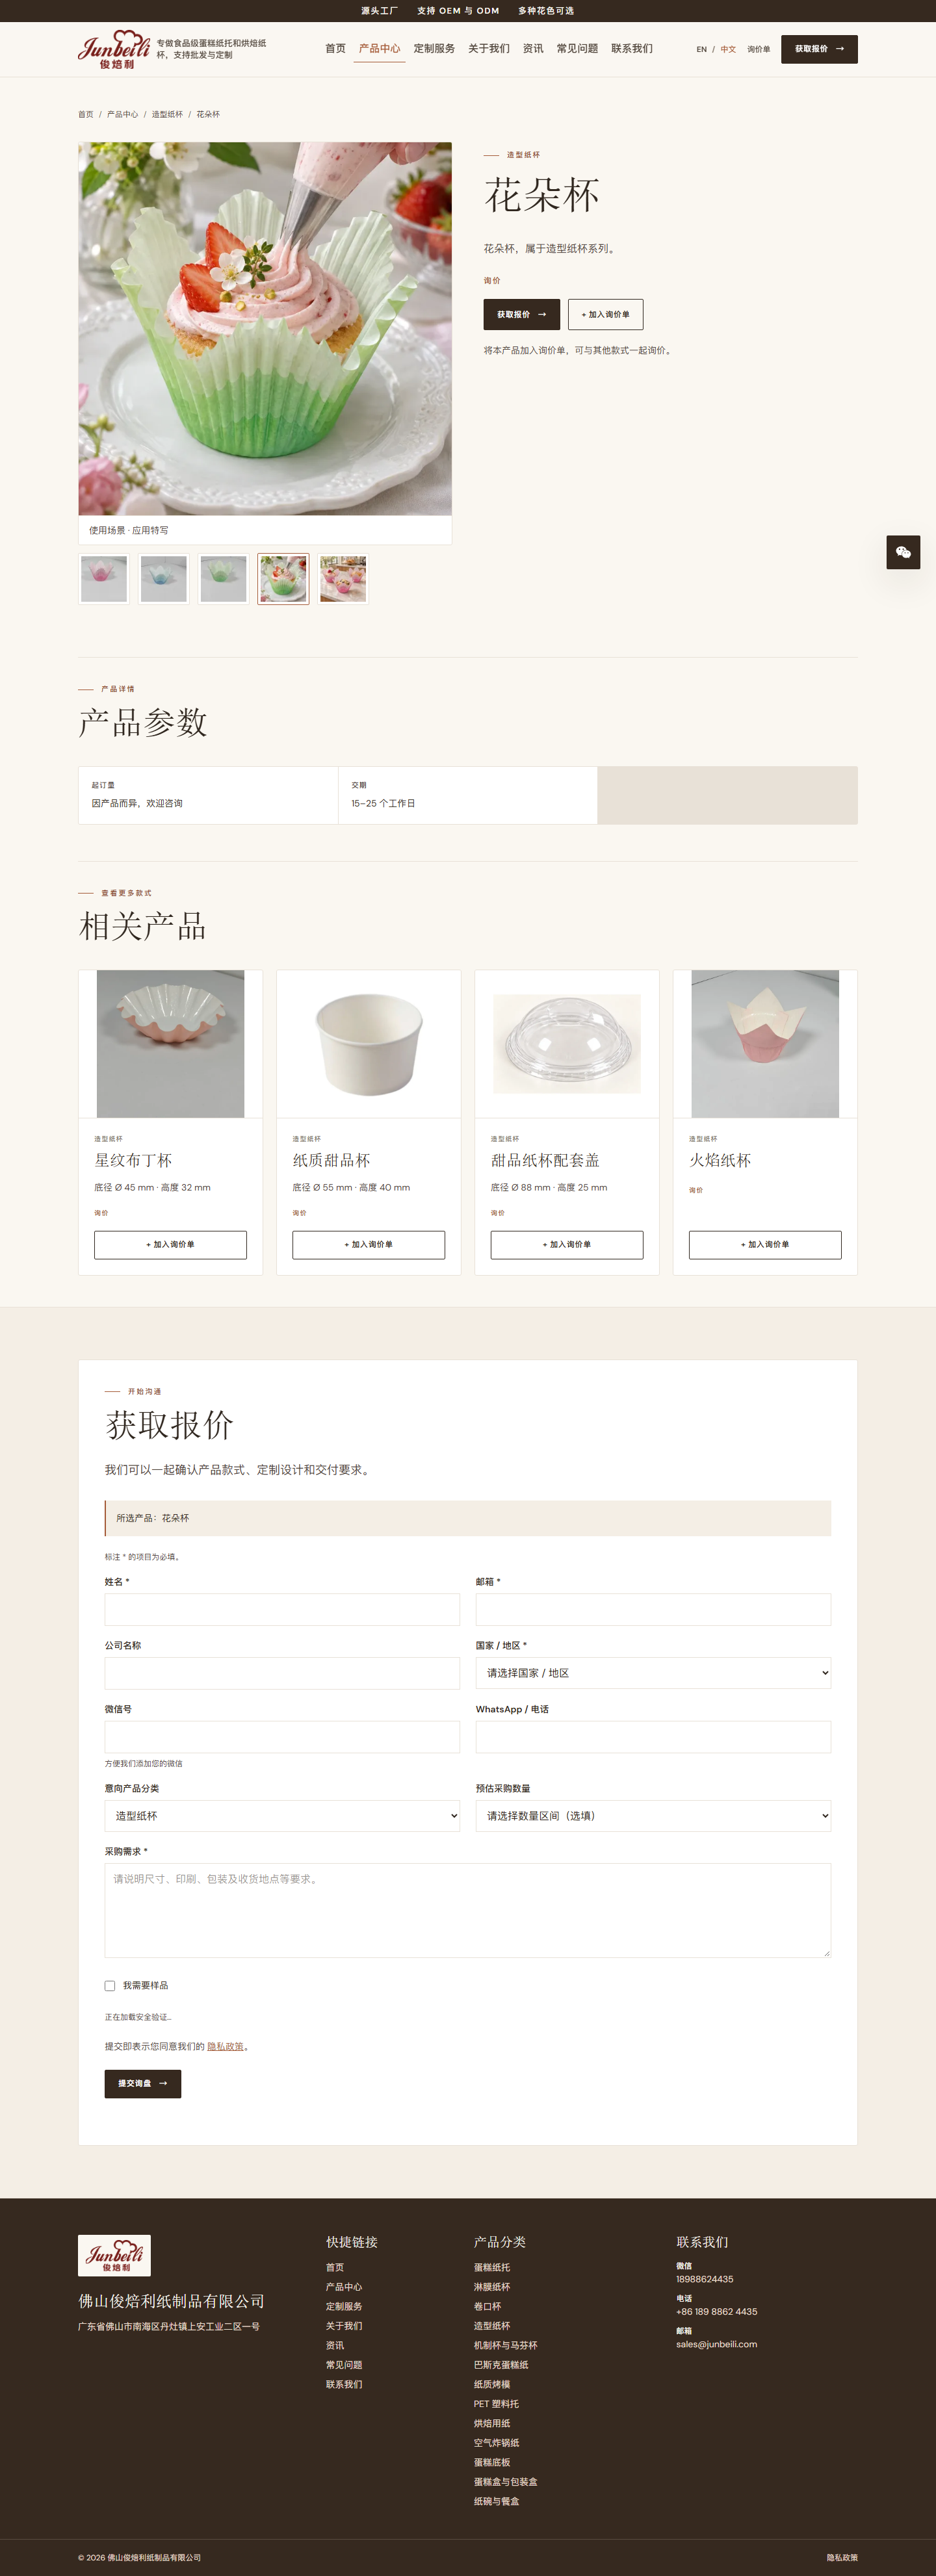 源头工厂 支持 OEM 与 ODM 多种花色可选
Junbeili
俊焙利
专做食品级蛋糕纸托和烘焙纸
杯，支持批发与定制
首页 产品中心 定制服务 关于我们 资讯 常见问题 联系我们
EN / 中文 询价单 获取报价 →
首页 / 产品中心 / 造型纸杯 / 花朵杯
造型纸杯
花朵杯
花朵杯，属于造型纸杯系列。
询价
获取报价 →
+ 加入询价单
将本产品加入询价单，可与其他款式一起询价。
使用场景 · 应用特写
产品详情
产品参数
起订量
因产品而异，欢迎咨询
交期
15–25 个工作日
查看更多款式
相关产品
造型纸杯
星纹布丁杯
底径 Ø 45 mm · 高度 32 mm
询价
+ 加入询价单
造型纸杯
纸质甜品杯
底径 Ø 55 mm · 高度 40 mm
询价
+ 加入询价单
造型纸杯
甜品纸杯配套盖
底径 Ø 88 mm · 高度 25 mm
询价
+ 加入询价单
造型纸杯
火焰纸杯
询价
+ 加入询价单
开始沟通
获取报价
我们可以一起确认产品款式、定制设计和交付要求。
所选产品：花朵杯
标注 * 的项目为必填。
姓名 *
邮箱 *
公司名称
国家 / 地区 *
请选择国家 / 地区
微信号
WhatsApp / 电话
方便我们添加您的微信
意向产品分类
造型纸杯
预估采购数量
请选择数量区间（选填）
采购需求 *
请说明尺寸、印刷、包装及收货地点等要求。
我需要样品
正在加载安全验证…
提交即表示您同意我们的 隐私政策。
提交询盘 →
Junbeili
俊焙利
佛山俊焙利纸制品有限公司
广东省佛山市南海区丹灶镇上安工业二区一号
快捷链接
首页
产品中心
定制服务
关于我们
资讯
常见问题
联系我们
产品分类
蛋糕纸托
淋膜纸杯
卷口杯
造型纸杯
机制杯与马芬杯
巴斯克蛋糕纸
纸质烤模
PET 塑料托
烘焙用纸
空气炸锅纸
蛋糕底板
蛋糕盒与包装盒
纸碗与餐盒
联系我们
微信
18988624435
电话
+86 189 8862 4435
邮箱
sales@junbeili.com
© 2026 佛山俊焙利纸制品有限公司
隐私政策